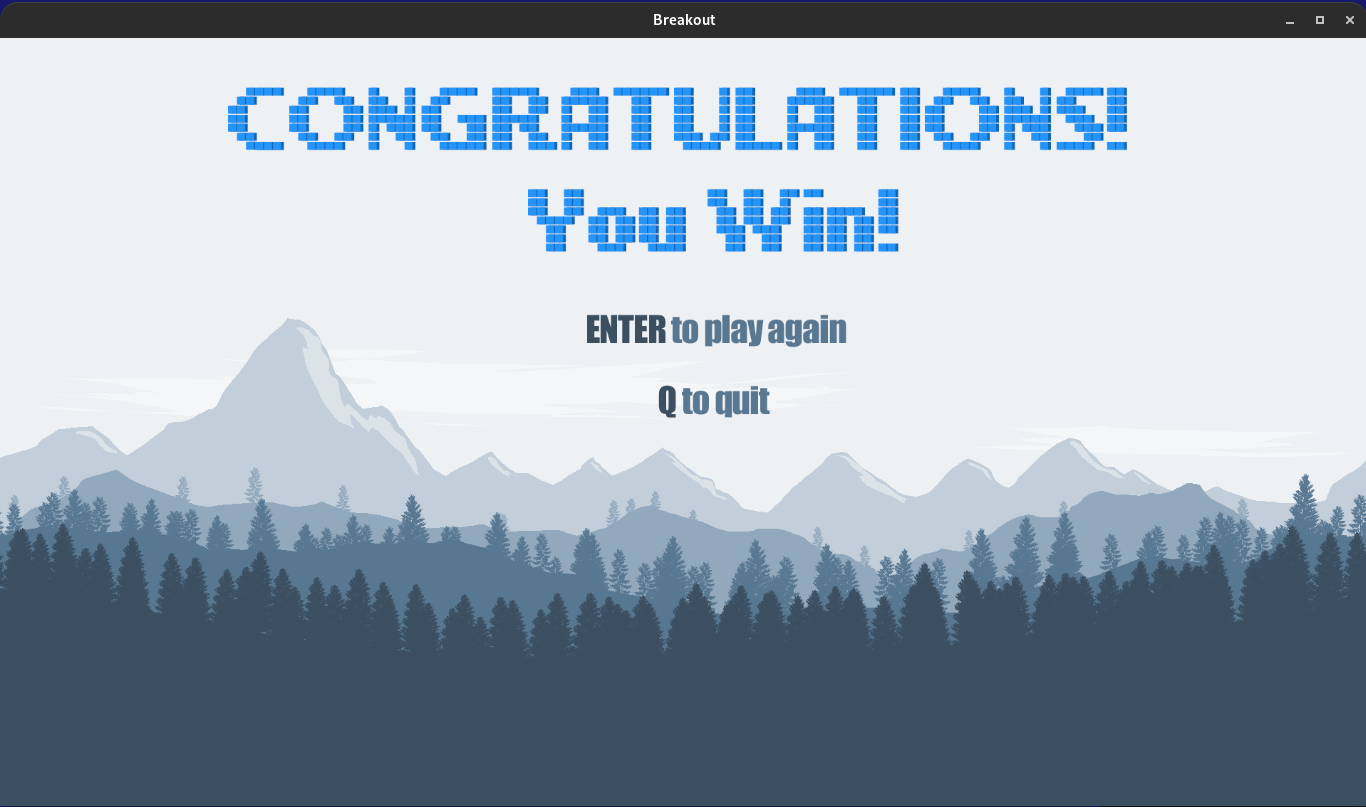 Breakout
CONGRATULATIONS!
You Win!
ENTER to play again
Q to quit